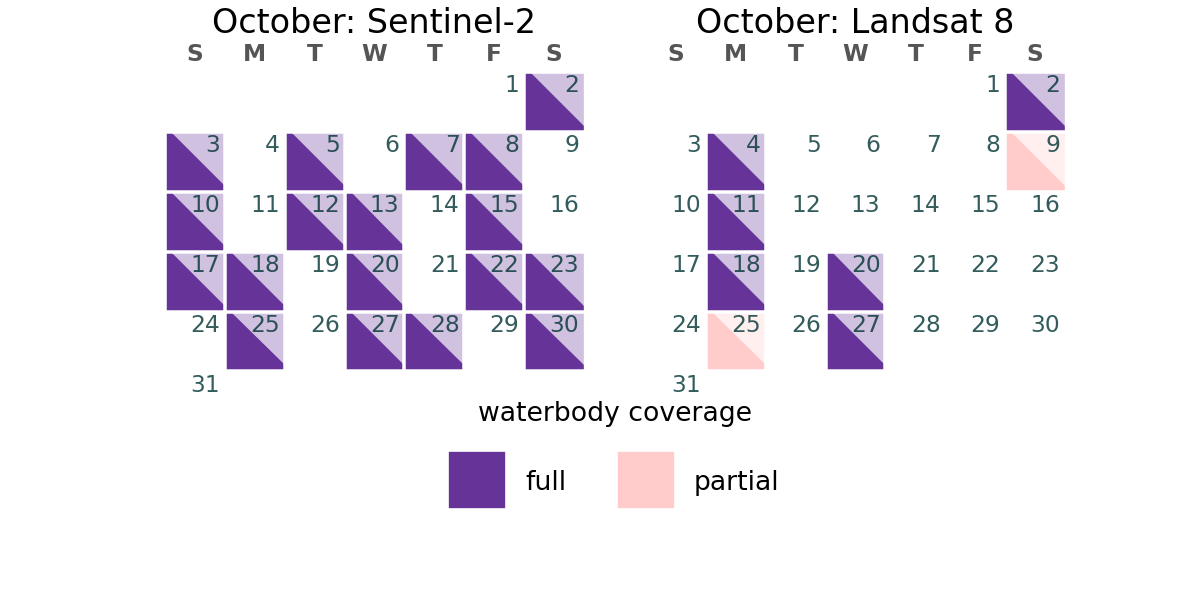 October: Sentinel-2
S M T W T F S
1 2
3 4 5 6 7 8 9
10 11 12 13 14 15 16
17 18 19 20 21 22 23
24 25 26 27 28 29 30
31
October: Landsat 8
S M T W T F S
1 2
3 4 5 6 7 8 9
10 11 12 13 14 15 16
17 18 19 20 21 22 23
24 25 26 27 28 29 30
31
waterbody coverage
full partial